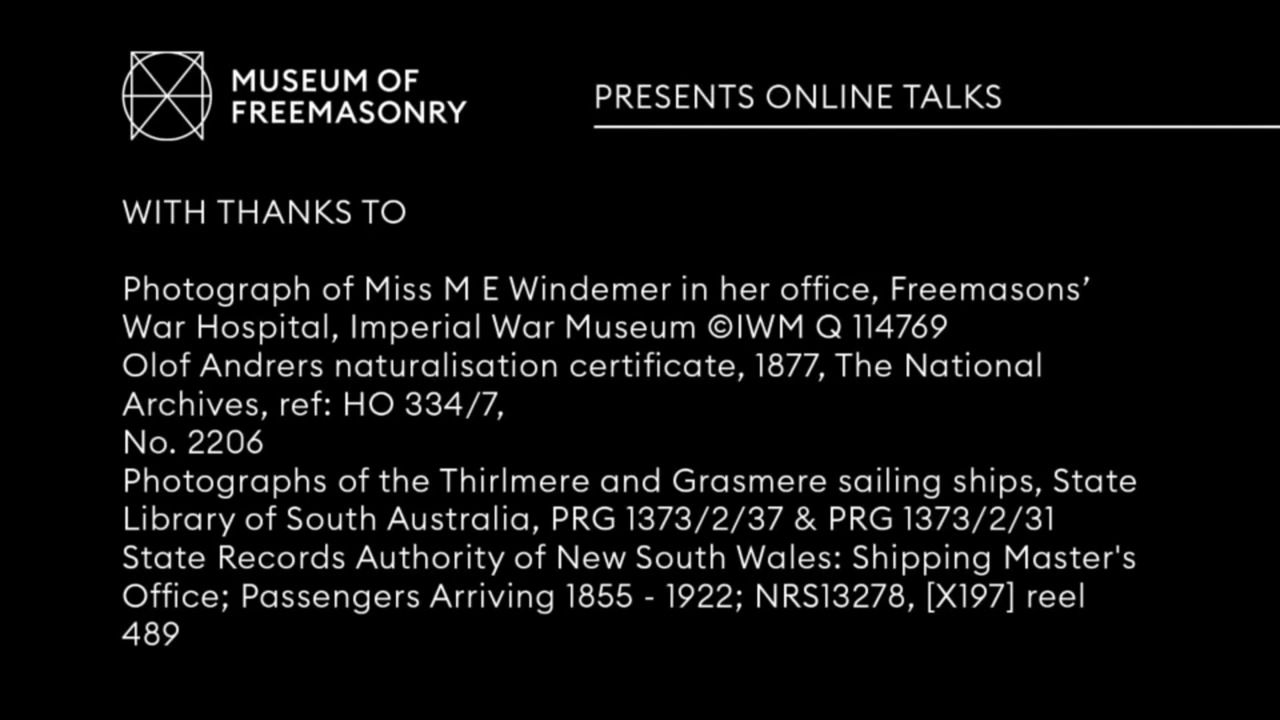 MUSEUM OF
FREEMASONRY
PRESENTS ONLINE TALKS
WITH THANKS TO
Photograph of Miss M E Windemer in her office, Freemasons’
War Hospital, Imperial War Museum ©IWM Q 114769
Olof Andrers naturalisation certificate, 1877, The National
Archives, ref: HO 334/7,
No. 2206
Photographs of the Thirlmere and Grasmere sailing ships, State
Library of South Australia, PRG 1373/2/37 & PRG 1373/2/31
State Records Authority of New South Wales: Shipping Master's
Office; Passengers Arriving 1855 - 1922; NRS13278, [X197] reel
489